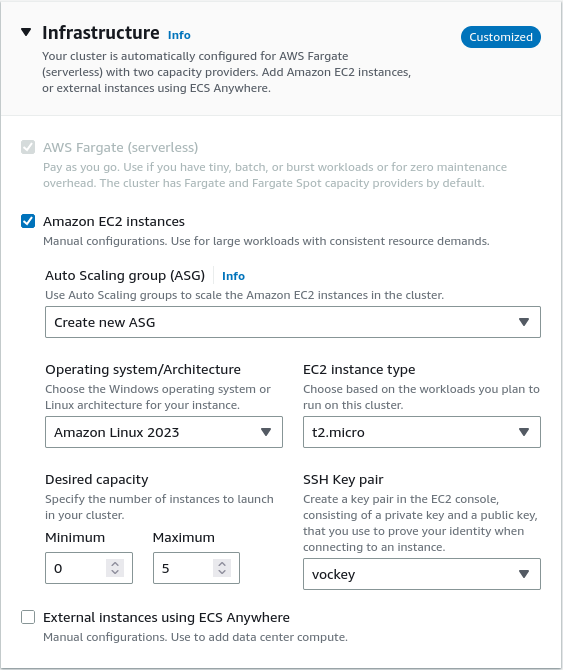 Infrastructure Info
Customized
Your cluster is automatically configured for AWS Fargate
(serverless) with two capacity providers. Add Amazon EC2 instances,
or external instances using ECS Anywhere.
AWS Fargate (serverless)
Pay as you go. Use if you have tiny, batch, or burst workloads or for zero maintenance
overhead. The cluster has Fargate and Fargate Spot capacity providers by default.
Amazon EC2 instances
Manual configurations. Use for large workloads with consistent resource demands.
Auto Scaling group (ASG) Info
Use Auto Scaling groups to scale the Amazon EC2 instances in the cluster.
Create new ASG
Operating system/Architecture
Choose the Windows operating system or
Linux architecture for your instance.
Amazon Linux 2023
EC2 instance type
Choose based on the workloads you plan to
run on this cluster.
t2.micro
Desired capacity
Specify the number of instances to launch
in your cluster.
Minimum
Maximum
0
5
SSH Key pair
Create a key pair in the EC2 console,
consisting of a private key and a public key,
that you use to prove your identity when
connecting to an instance.
vockey
External instances using ECS Anywhere
Manual configurations. Use to add data center compute.